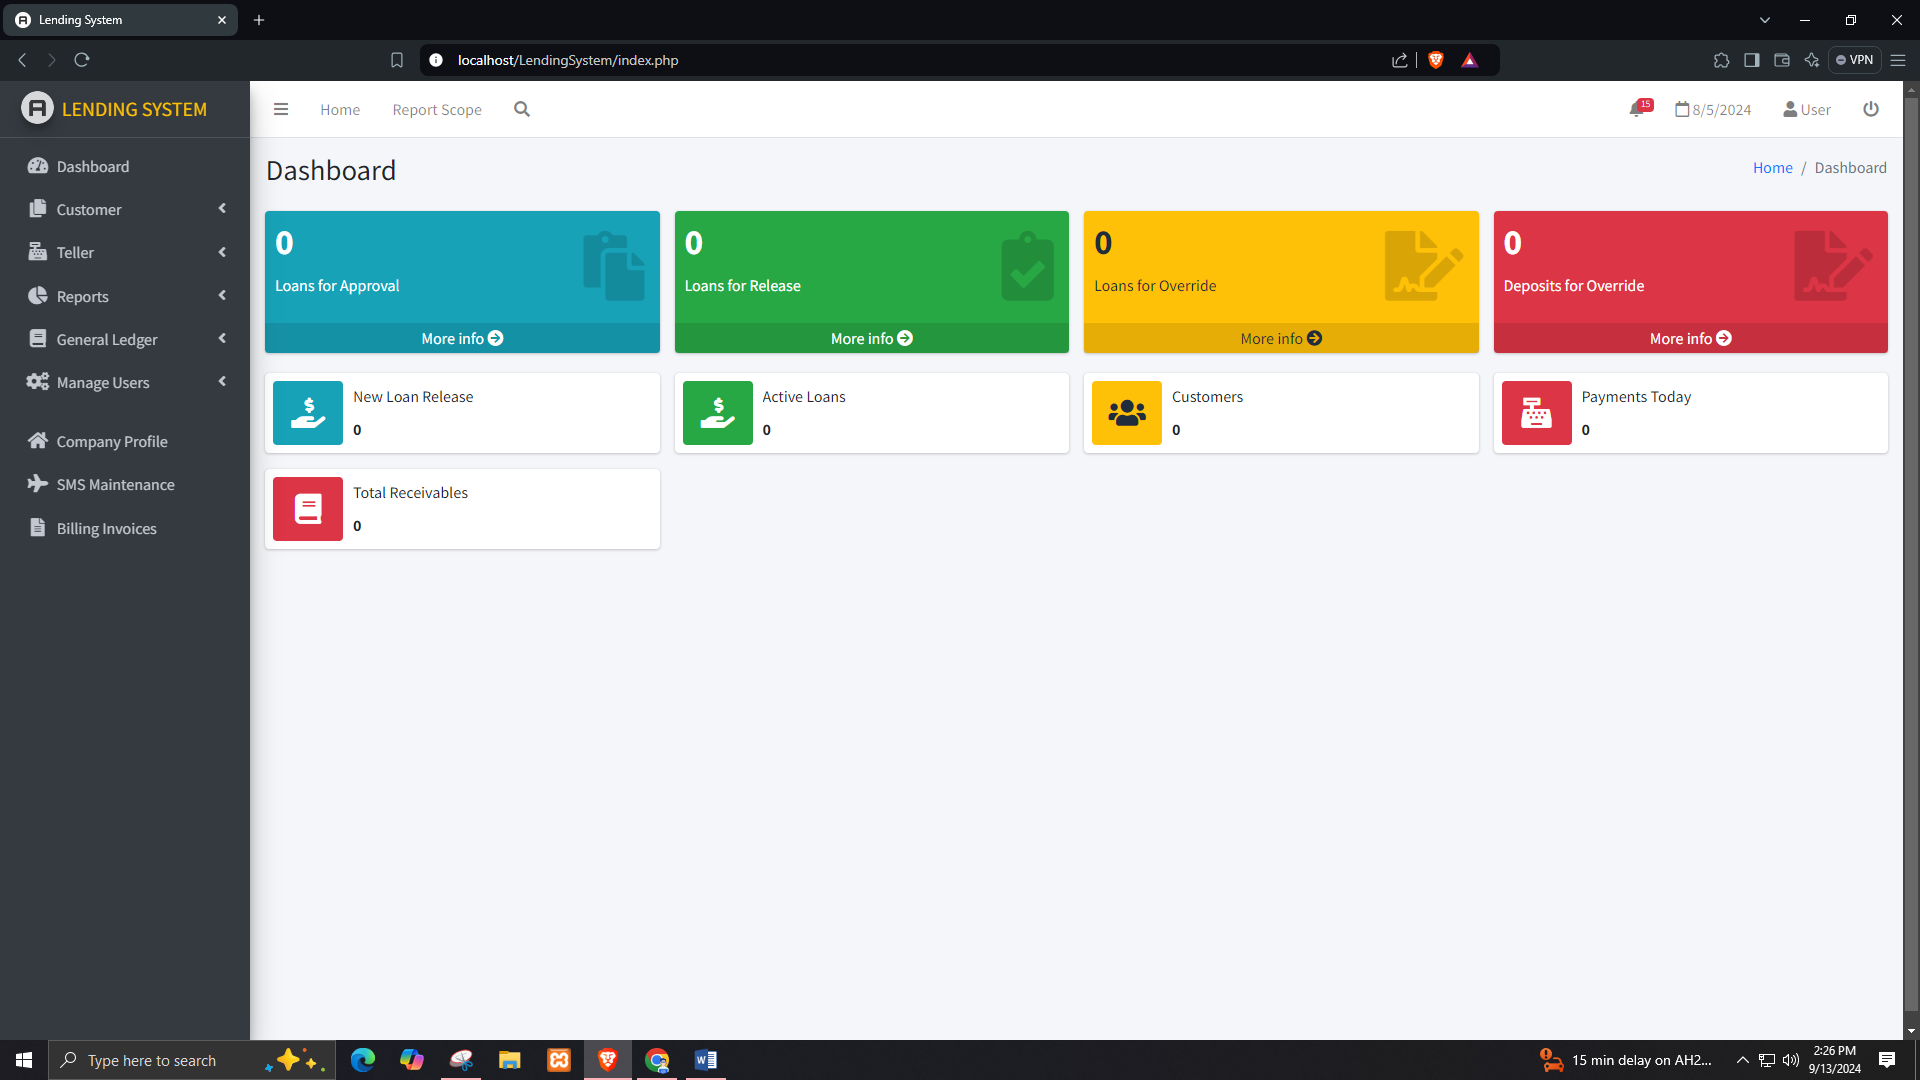 Lending System
localhost/LendingSystem/index.php
VPN
LENDING SYSTEM
Home
Report Scope
15
8/5/2024
User
Dashboard
Customer
Teller
Reports
General Ledger
Manage Users
Company Profile
SMS Maintenance
Billing Invoices
Dashboard
Home / Dashboard
0
Loans for Approval
More info
0
Loans for Release
More info
0
Loans for Override
More info
0
Deposits for Override
More info
New Loan Release
0
Active Loans
0
Customers
0
Payments Today
0
Total Receivables
0
Type here to search
15 min delay on AH2...
2:26 PM
9/13/2024